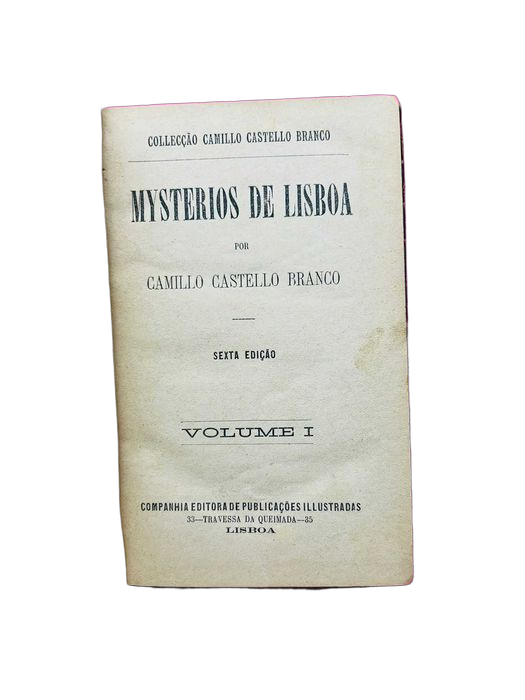 COLLECÇÃO CAMILLO CASTELLO BRANCO
MYSTERIOS DE LISBOA
POR
CAMILLO CASTELLO BRANCO
SEXTA EDIÇÃO
VOLUME I
COMPANHIA EDITORA DE PUBLICAÇÕES ILLUSTRADAS
33—TRAVESSA DA QUEIMADA—35
LISBOA